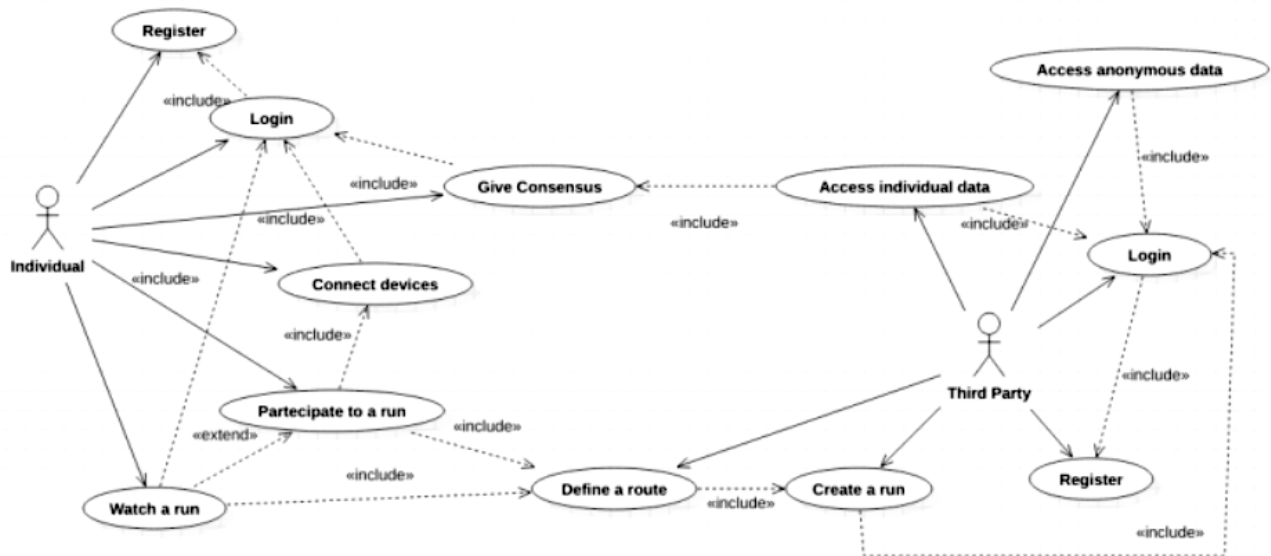 Register
Access anonymous data
«include»
Login
«include»
«include»
Give Consensus
Access individual data
«include»
«include»
«include»
Login
Individual
«include»
Connect devices
«include»
Third Party
«include»
Partecipate to a run
«include»
«extend»
«include»
Define a route
Create a run
Register
Watch a run
«include»
«include»